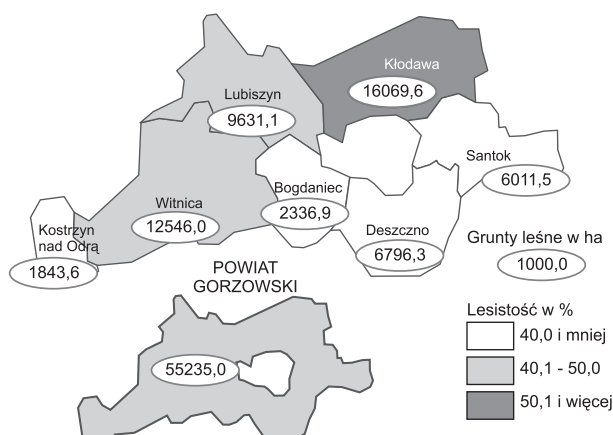 Kłodawa
16069,6
Lubiszyn
9631,1
Santok
6011,5
Bogdaniec
2336,9
Witnica
12546,0
Deszczno
6796,3
Kostrzyn
nad Odrą
1843,6
Grunty leśne w ha
1000,0
POWIAT
GORZOWSKI
55235,0
Lesistość w %
40,0 i mniej
40,1 - 50,0
50,1 i więcej